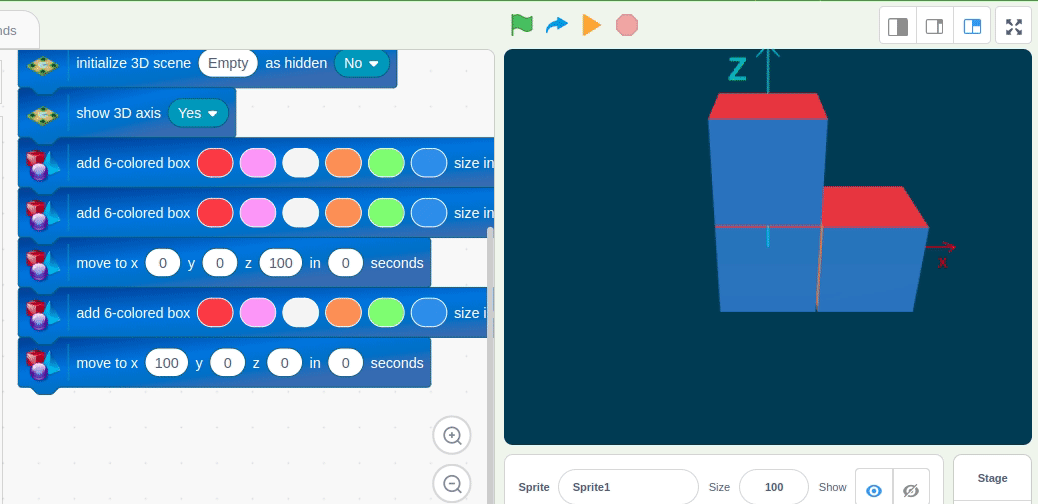 nds
initialize 3D scene Empty as hidden No
show 3D axis Yes
add 6-colored box size in
add 6-colored box size in
move to x 0 y 0 z 100 in 0 seconds
add 6-colored box size i
move to x 100 y 0 z 0 in 0 seconds
Z
x
Sprite Sprite1 Size 100 Show
Stage